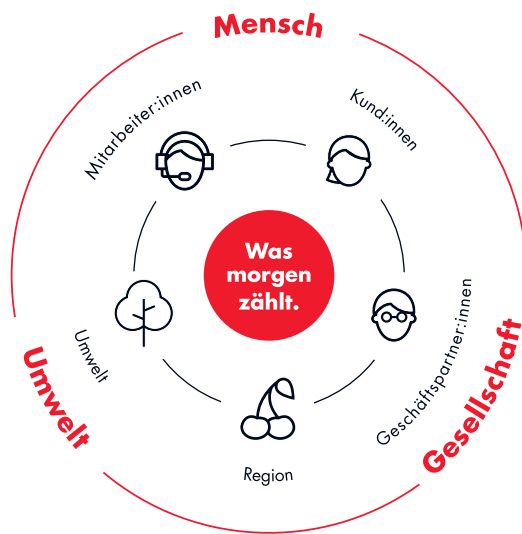 Mensch
Mitarbeiter:innen
Kund:innen
Was
morgen
zählt.
Umwelt
Geschäftspartner:innen
Umwelt
Gesellschaft
Region